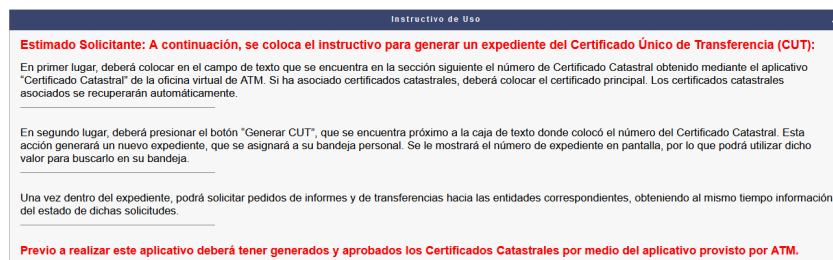 Instructivo de Uso
Estimado Solicitante: A continuación, se coloca el instructivo para generar un expediente del Certificado Único de Transferencia (CUT):
En primer lugar, deberá colocar en el campo de texto que se encuentra en la sección siguiente el número de Certificado Catastral obtenido mediante el aplicativo
"Certificado Catastral" de la oficina virtual de ATM. Si ha asociado certificados catastrales, deberá colocar el certificado principal. Los certificados catastrales
asociados se recuperarán automáticamente.
En segundo lugar, deberá presionar el botón "Generar CUT", que se encuentra próximo a la caja de texto donde colocó el número del Certificado Catastral. Esta
acción generará un nuevo expediente, que se asignará a su bandeja personal. Se le mostrará el número de expediente en pantalla, por lo que podrá utilizar dicho
valor para buscarlo en su bandeja.
Una vez dentro del expediente, podrá solicitar pedidos de informes y de transferencias hacia las entidades correspondientes, obteniendo al mismo tiempo información
del estado de dichas solicitudes.
Previo a realizar este aplicativo deberá tener generados y aprobados los Certificados Catastrales por medio del aplicativo provisto por ATM.